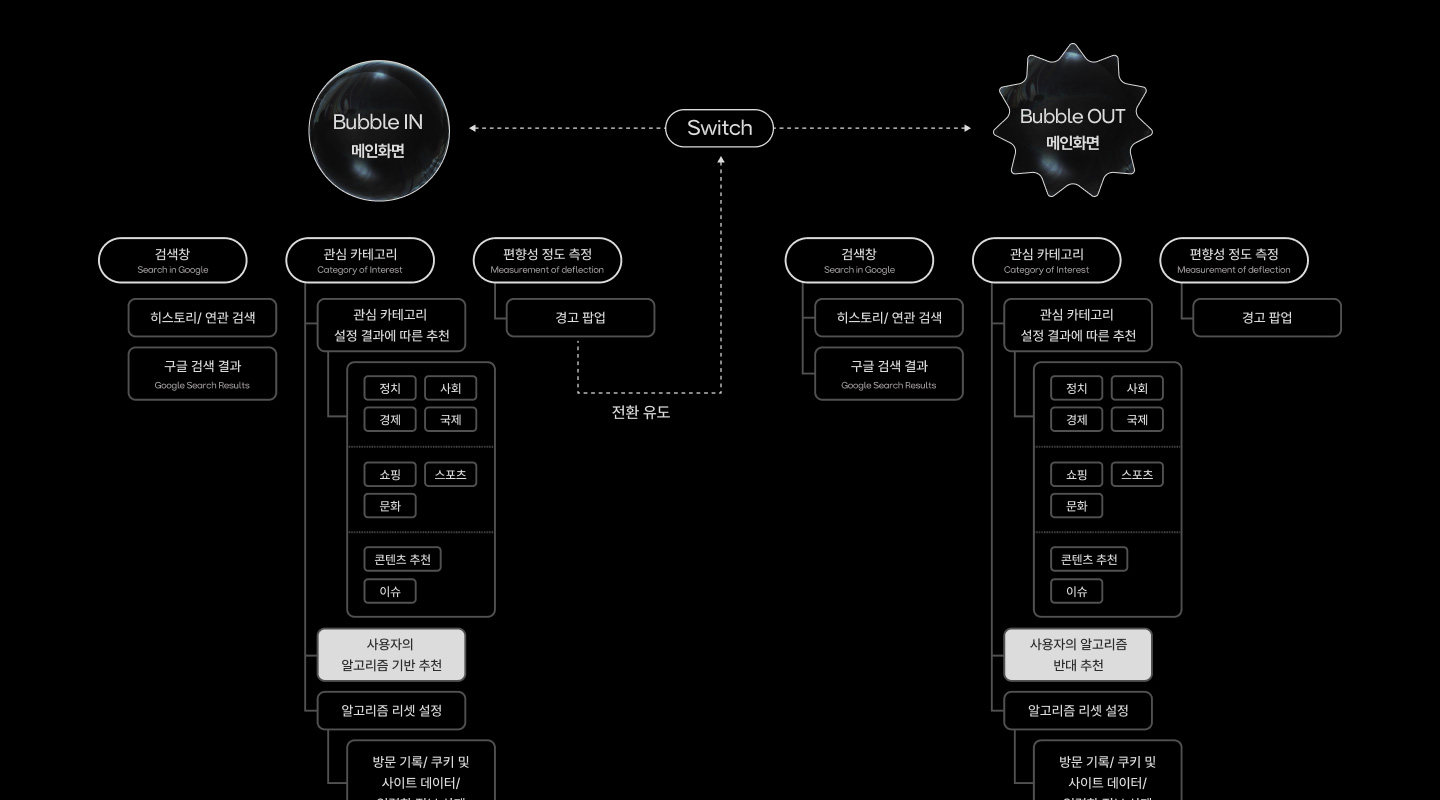 Bubble IN
메인화면
Switch
Bubble OUT
메인화면
검색창
Search in Google
히스토리/ 연관 검색
구글 검색 결과
Google Search Results
관심 카테고리
Category of Interest
관심 카테고리
설정 결과에 따른 추천
정치
사회
경제
국제
쇼핑
스포츠
문화
콘텐츠 추천
이슈
사용자의
알고리즘 기반 추천
알고리즘 리셋 설정
방문 기록/ 쿠키 및
사이트 데이터/
편향성 정도 측정
Measurement of deflection
경고 팝업
전환 유도
검색창
Search in Google
히스토리/ 연관 검색
구글 검색 결과
Google Search Results
관심 카테고리
Category of Interest
관심 카테고리
설정 결과에 따른 추천
정치
사회
경제
국제
쇼핑
스포츠
문화
콘텐츠 추천
이슈
사용자의 알고리즘
반대 추천
알고리즘 리셋 설정
방문 기록/ 쿠키 및
사이트 데이터/
편향성 정도 측정
Measurement of deflection
경고 팝업